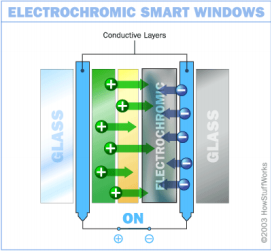 ELECTROCHROMIC SMART WINDOWS
Conductive Layers
GLASS
ELECTROCHROMIC
GLASS
ON
©2003 HowStuffWorks